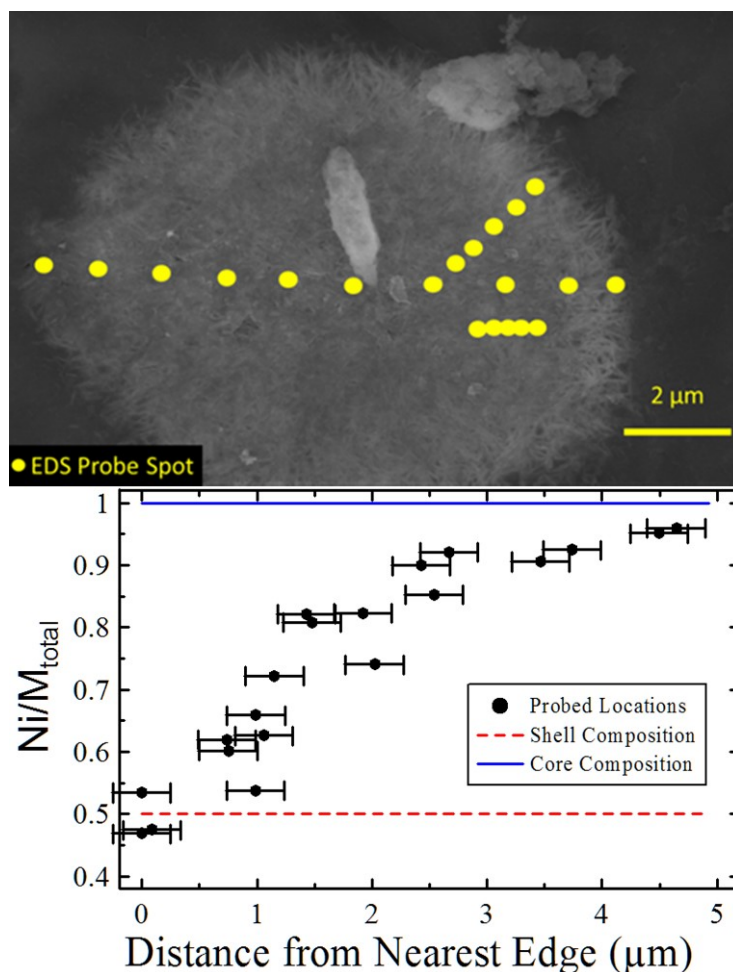 2 μm
EDS Probe Spot
1
0.9
0.8
0.7
0.6
0.5
0.4
Ni/Mtotal
Probed Locations
Shell Composition
Core Composition
0 1 2 3 4 5
Distance from Nearest Edge (μm)